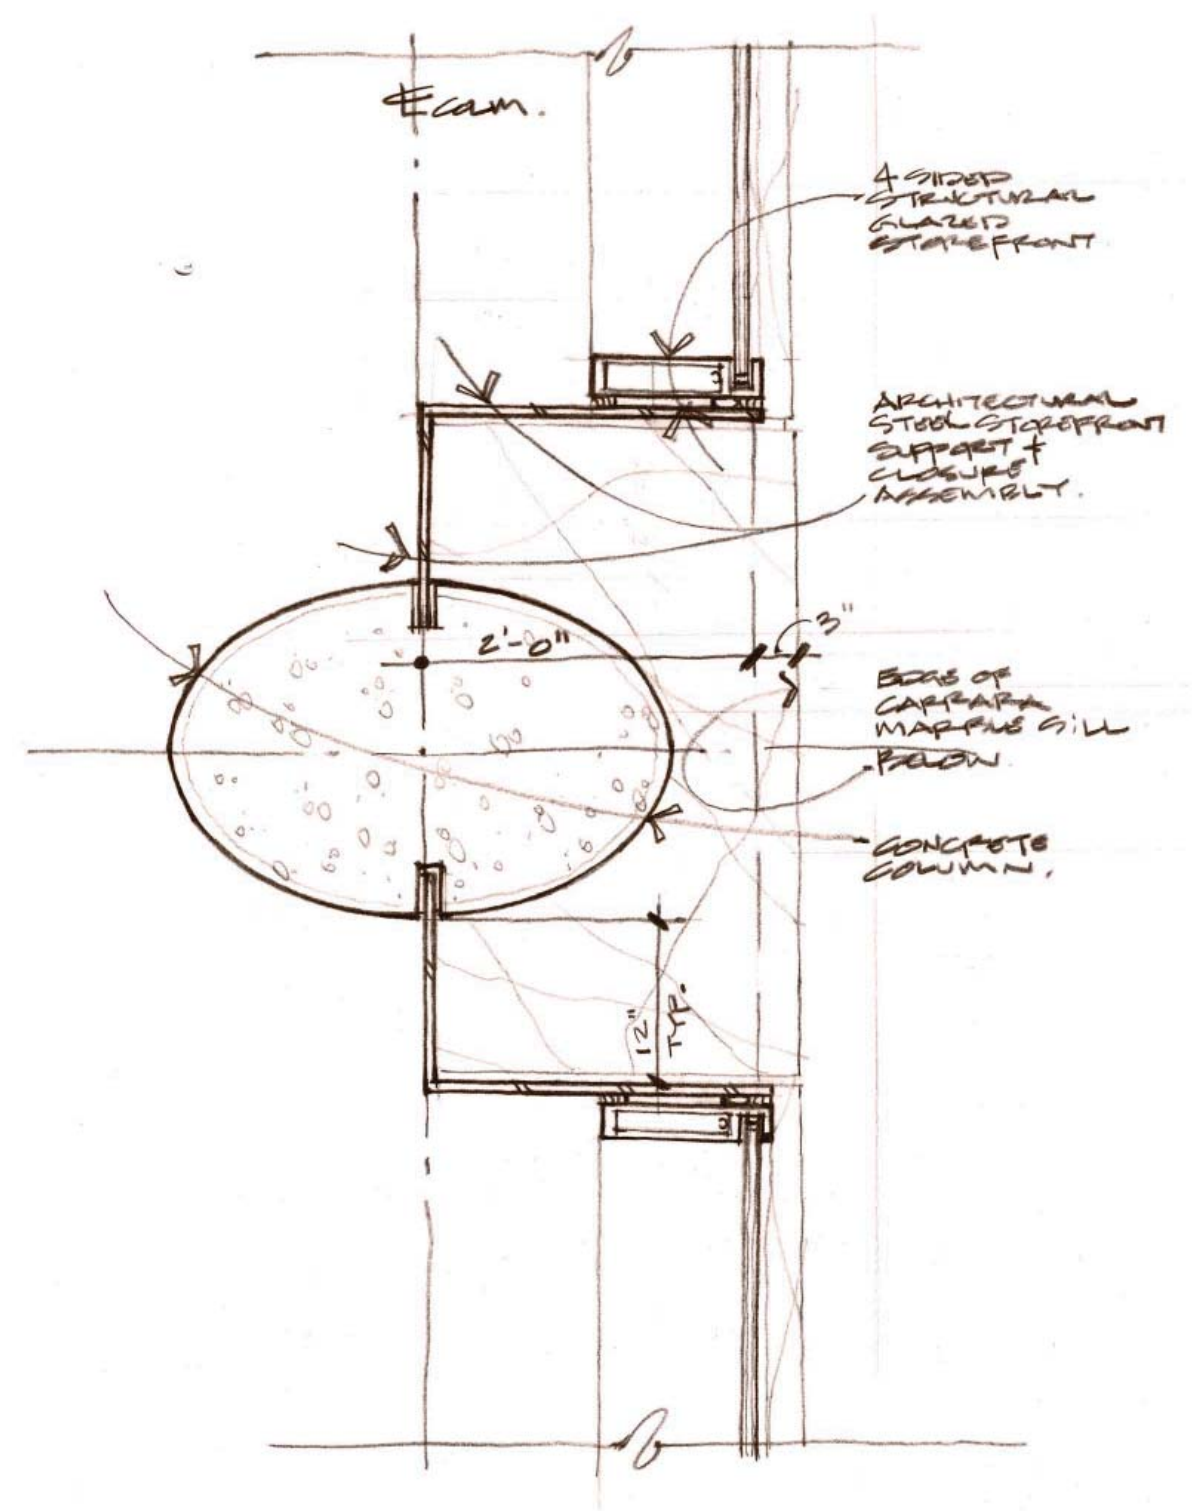 ℄ COLUM.
4 SIDED
STRUCTURAL
GLAZED
STOREFRONT
ARCHITECTURAL
STEEL STOREFRONT
SUPPORT +
CLOSURE
ASSEMBLY.
3"
2'-0"
EDGE OF
CARRARA
MARBLE SILL
BELOW
CONCRETE
COLUMN.
12"
TYP.